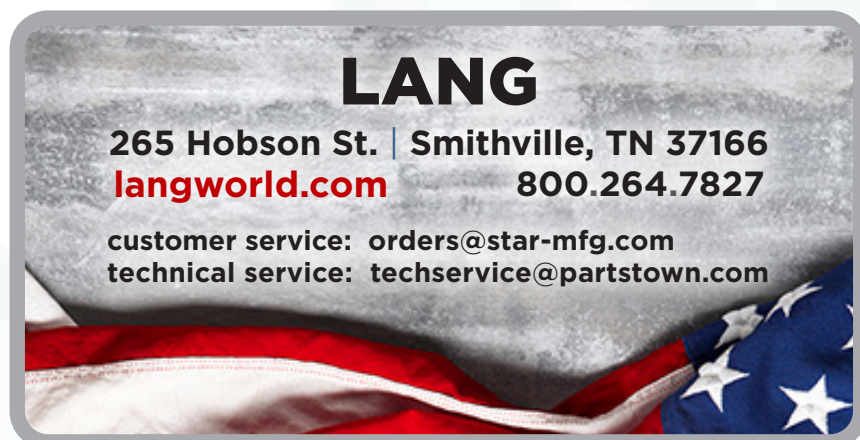 LANG
265 Hobson St. | Smithville, TN 37166
langworld.com 800.264.7827
customer service: orders@star-mfg.com
technical service: techservice@partstown.com